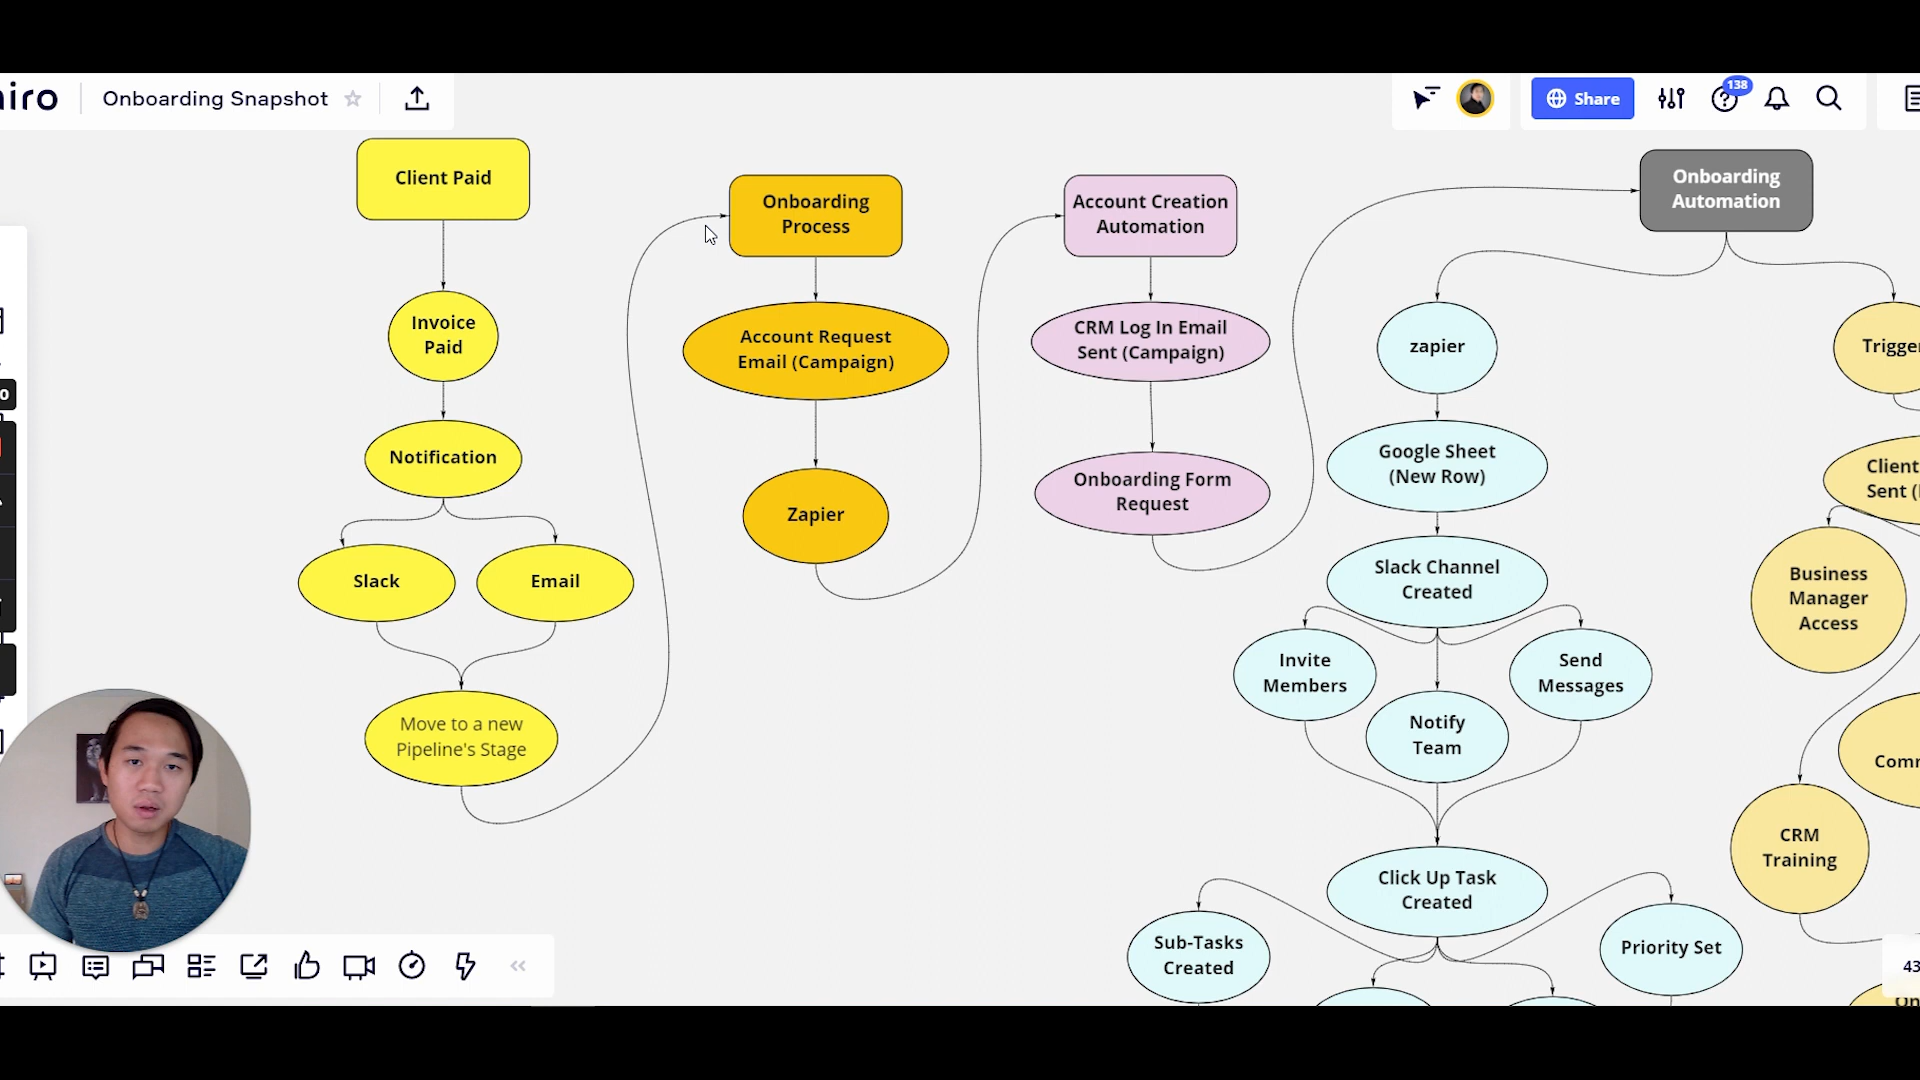 iro
Onboarding Snapshot
Share
138
Client Paid
Invoice
Paid
Notification
Slack
Email
Move to a new
Pipeline's Stage
Onboarding
Process
Account Request
Email (Campaign)
Zapier
Account Creation
Automation
CRM Log In Email
Sent (Campaign)
Onboarding Form
Request
Onboarding
Automation
zapier
Google Sheet
(New Row)
Slack Channel
Created
Invite
Members
Notify
Team
Send
Messages
Click Up Task
Created
Sub-Tasks
Created
Priority Set
Trigge
Client
Sent (
Business
Manager
Access
Comm
CRM
Training
On
43